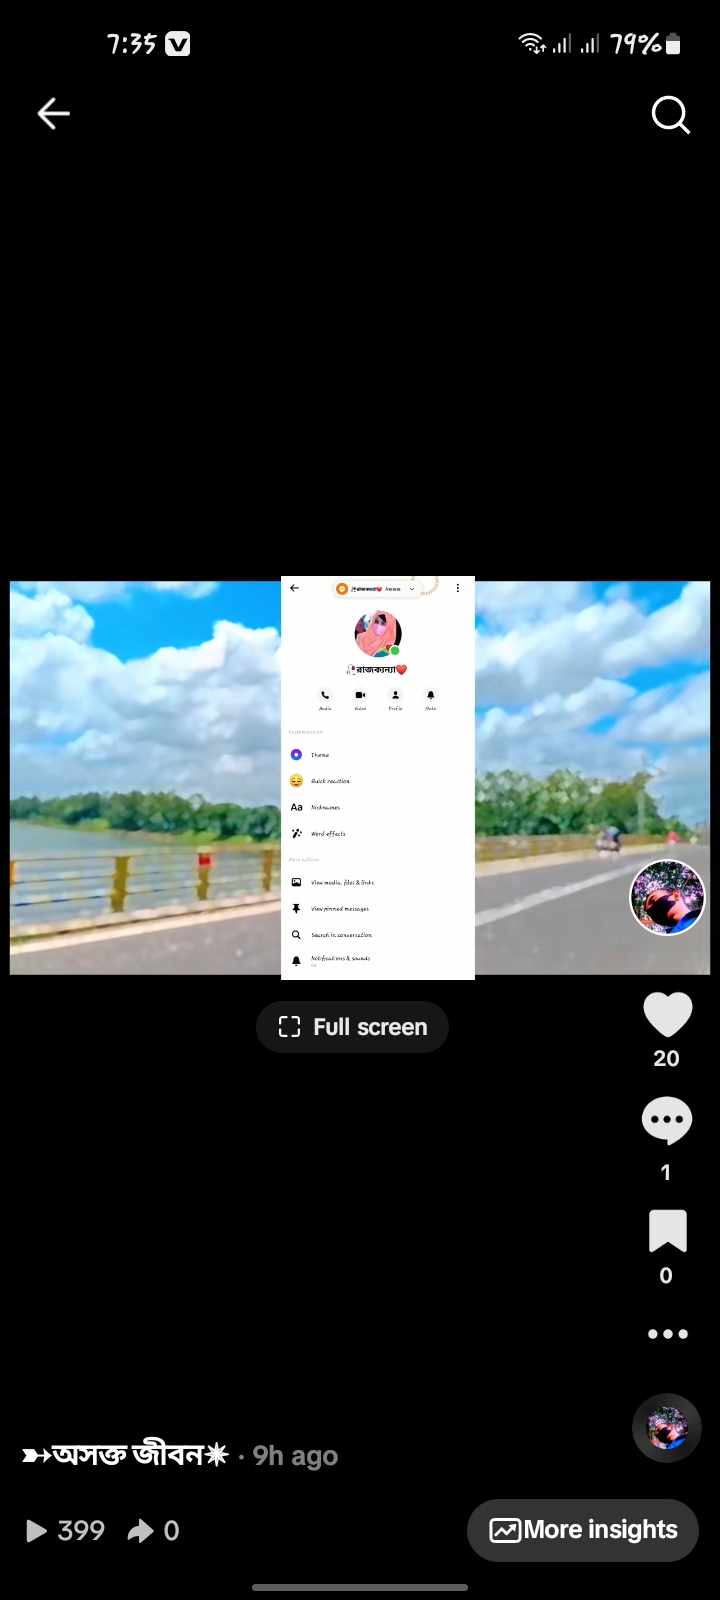 7:35
79%
রাজকন্যা
Audio
Video
Profile
Mute
Theme
Quick reaction
Aa Nicknames
Word effects
View media, files & links
View pinned messages
Search in conversation
Notifications & sounds
Full screen
20
1
0
অসক্ত জীবন · 9h ago
399 0
More insights